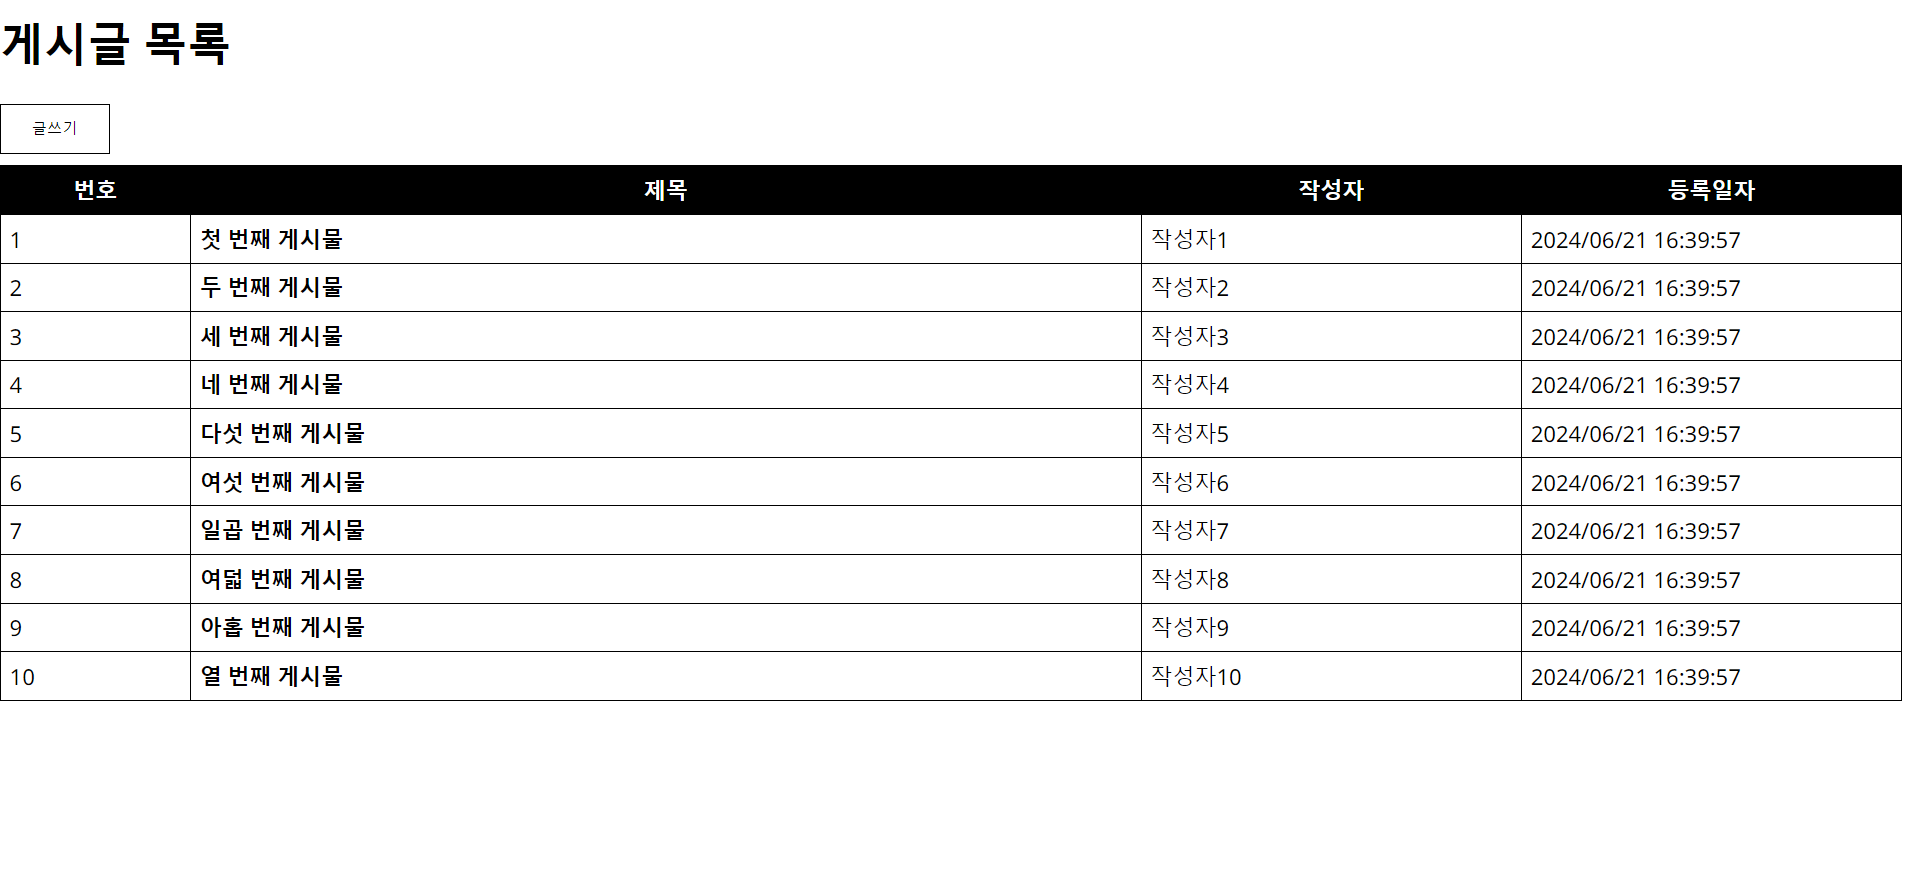 게시글 목록
글쓰기
번호 제목 작성자 등록일자
1 첫 번째 게시물 작성자1 2024/06/21 16:39:57
2 두 번째 게시물 작성자2 2024/06/21 16:39:57
3 세 번째 게시물 작성자3 2024/06/21 16:39:57
4 네 번째 게시물 작성자4 2024/06/21 16:39:57
5 다섯 번째 게시물 작성자5 2024/06/21 16:39:57
6 여섯 번째 게시물 작성자6 2024/06/21 16:39:57
7 일곱 번째 게시물 작성자7 2024/06/21 16:39:57
8 여덟 번째 게시물 작성자8 2024/06/21 16:39:57
9 아홉 번째 게시물 작성자9 2024/06/21 16:39:57
10 열 번째 게시물 작성자10 2024/06/21 16:39:57